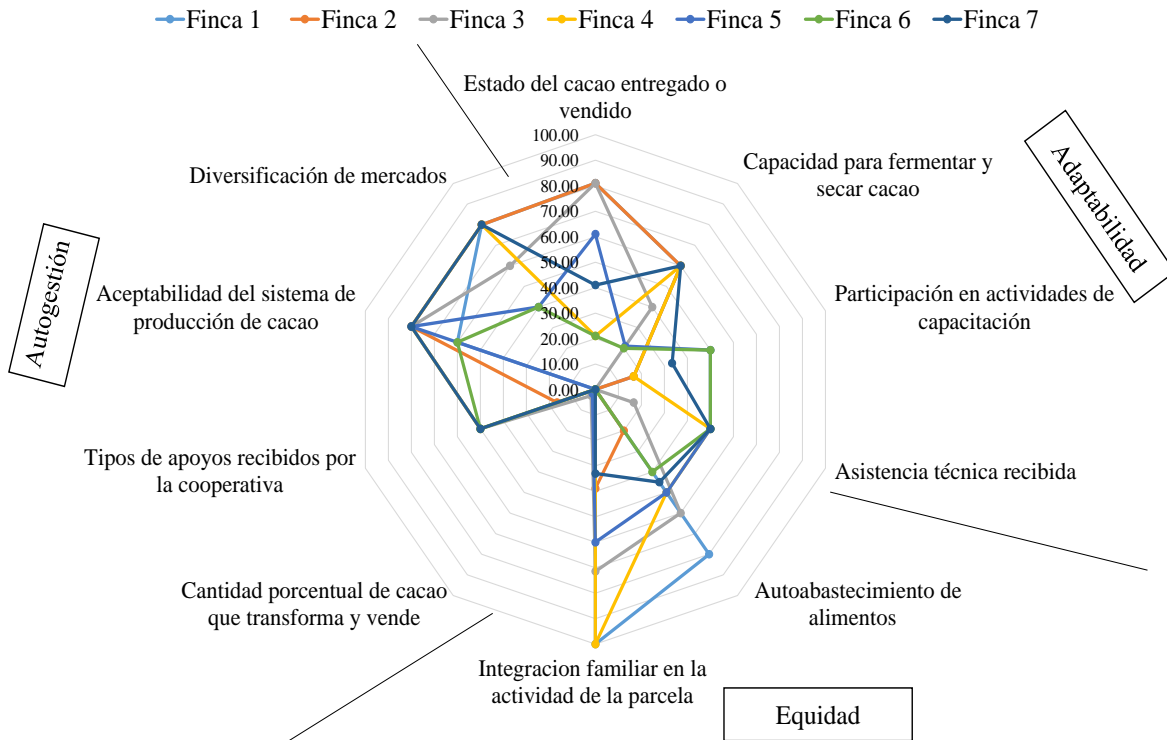 Finca 1 Finca 2 Finca 3 Finca 4 Finca 5 Finca 6 Finca 7
Estado del cacao entregado o
vendido
Capacidad para fermentar y
secar cacao
Adaptabilidad
Participación en actividades de
capacitación
Asistencia técnica recibida
Autoabastecimiento de
alimentos
Equidad
Integracion familiar en la
actividad de la parcela
Cantidad porcentual de cacao
que transforma y vende
Tipos de apoyos recibidos por
la cooperativa
Autogestión
Aceptabilidad del sistema de
producción de cacao
Diversificación de mercados
100.00
90.00
80.00
70.00
60.00
50.00
40.00
30.00
20.00
10.00
0.00